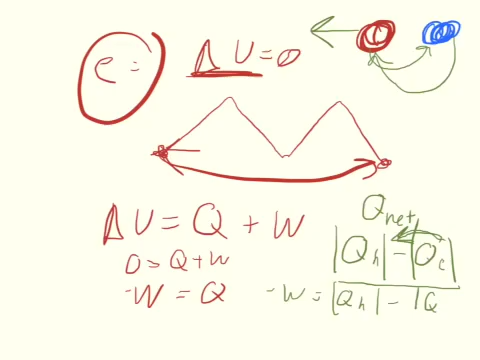 e =
ΔU=0
ΔU = Q + W
0 = Q + W
-W = Q
Qnet
|Qh| - |Qc|
-W = |Qh| - |Q